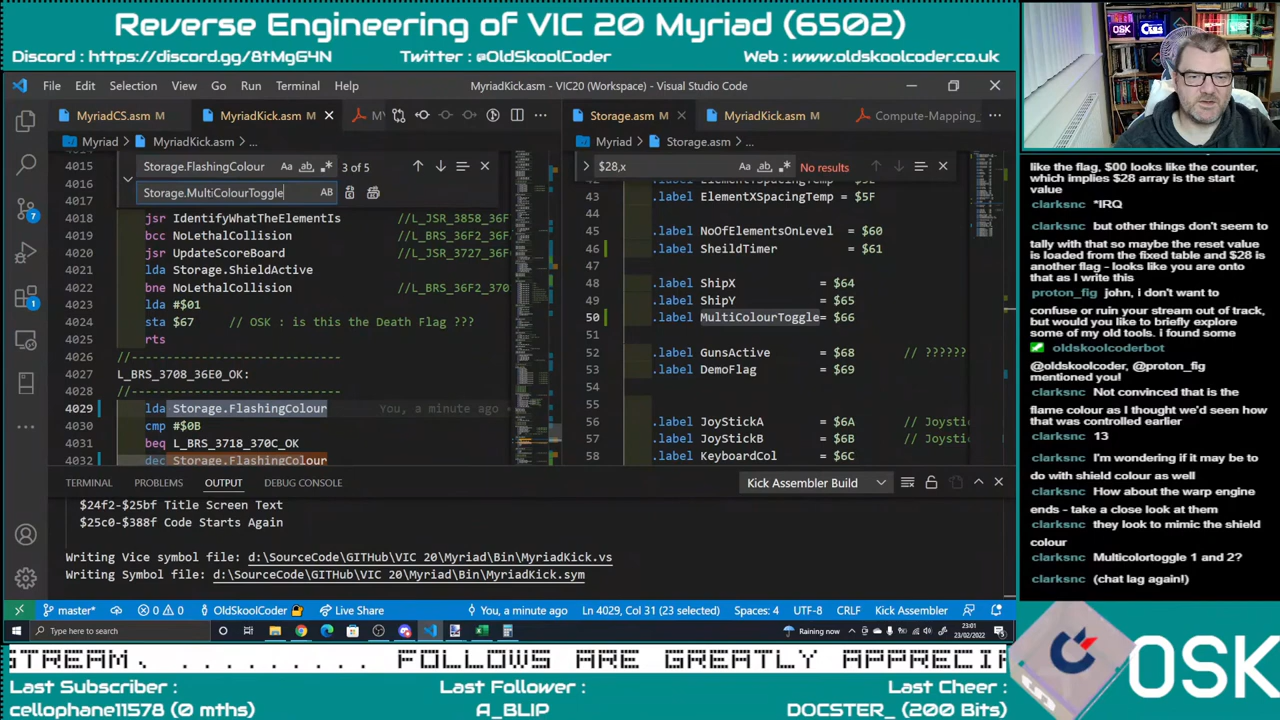 Reverse Engineering of VIC 20 Myriad (6502)
Discord : https://discord.gg/8tMgG4N
Twitter : @OldSkoolCoder
Web : www.oldskoolcoder.co.uk
File Edit Selection View Go Run Terminal Help
MyriadKick.asm - VIC20 (Workspace) - Visual Studio Code
MyriadCS.asm M
MyriadKick.asm M
Storage.asm M
MyriadKick.asm M
Compute-Mapping_
Myriad > MyriadKick.asm > ...
Myriad > Storage.asm > ...
Storage.FlashingColour Aa ab 3 of 5
Storage.MultiColourToggle AB
$28,x Aa ab No results
4015
4016
4017
4018 jsr IdentifyWhatTheElementIs //L_JSR_3858_36F
4019 bcc NoLethalCollision //L_BRS_36F2_36F
4020 jsr UpdateScoreBoard //L_JSR_3727_36F
4021 lda Storage.ShieldActive
4022 bne NoLethalCollision //L_BRS_36F2_370
4023 lda #$01
4024 sta $67 // OSK : is this the Death Flag ???
4025 rts
4026 //----------------------------------
4027 L_BRS_3708_36E0_OK:
4028 //----------------------------------
4029 lda Storage.FlashingColour You, a minute ago
4030 cmp #$0B
4031 beq L_BRS_3718_370C_OK
4032 dec Storage.FlashingColour
43 .label ElementXSpacingTemp = $5F
44
45 .label NoOfElementsOnLevel = $60
46 .label SheildTimer = $61
47
48 .label ShipX = $64
49 .label ShipY = $65
50 .label MultiColourToggle= $66
51
52 .label GunsActive = $68 // ??????
53 .label DemoFlag = $69
54
55
56 .label JoyStickA = $6A // Joystic
57 .label JoyStickB = $6B // Joystic
58 .label KeyboardCol = $6C
TERMINAL PROBLEMS OUTPUT DEBUG CONSOLE
Kick Assembler Build
$24f2-$25bf Title Screen Text
$25c0-$388f Code Starts Again
Writing Vice symbol file: d:\SourceCode\GITHub\VIC 20\Myriad\Bin\MyriadKick.vs
Writing Symbol file: d:\SourceCode\GITHub\VIC 20\Myriad\Bin\MyriadKick.sym
master* 0 0 OldSkoolCoder Live Share You, a minute ago Ln 4029, Col 31 (23 selected) Spaces: 4 UTF-8 CRLF Kick Assembler
Type here to search
Raining now
23:01
23/02/2022
like the flag, $00 looks like the counter,
which implies $28 array is the start
value
clarksnc *IRQ
clarksnc but other things don't seem to
tally with that so maybe the reset value
is loaded from the fixed table and $28 is
another flag - looks like you are onto
that as I write this
proton_fig john, i don't want to
confuse or ruin your stream out of track,
but would you like to briefly explore
some of my old tools. i found some
oldskoolcoderbot
@oldskoolcoder, @proton_fig
mentioned you!
clarksnc Not convinced that is the
flame colour as I thought we'd seen how
that was controlled earlier
clarksnc 13
clarksnc I'm wondering if it may be to
do with shield colour as well
clarksnc How about the warp engine
ends - take a close look at them
clarksnc they look to mimic the shield
colour
clarksnc Multicolortoggle 1 and 2?
clarksnc (chat lag again!)
STREAM. ......... FOLLOWS ARE GREATLY APPRECI
OSK
Last Subscriber :
cellophane11578 (0 mths)
Last Follower :
A_BLIP
Last Cheer :
DOCSTER_ (200 Bits)